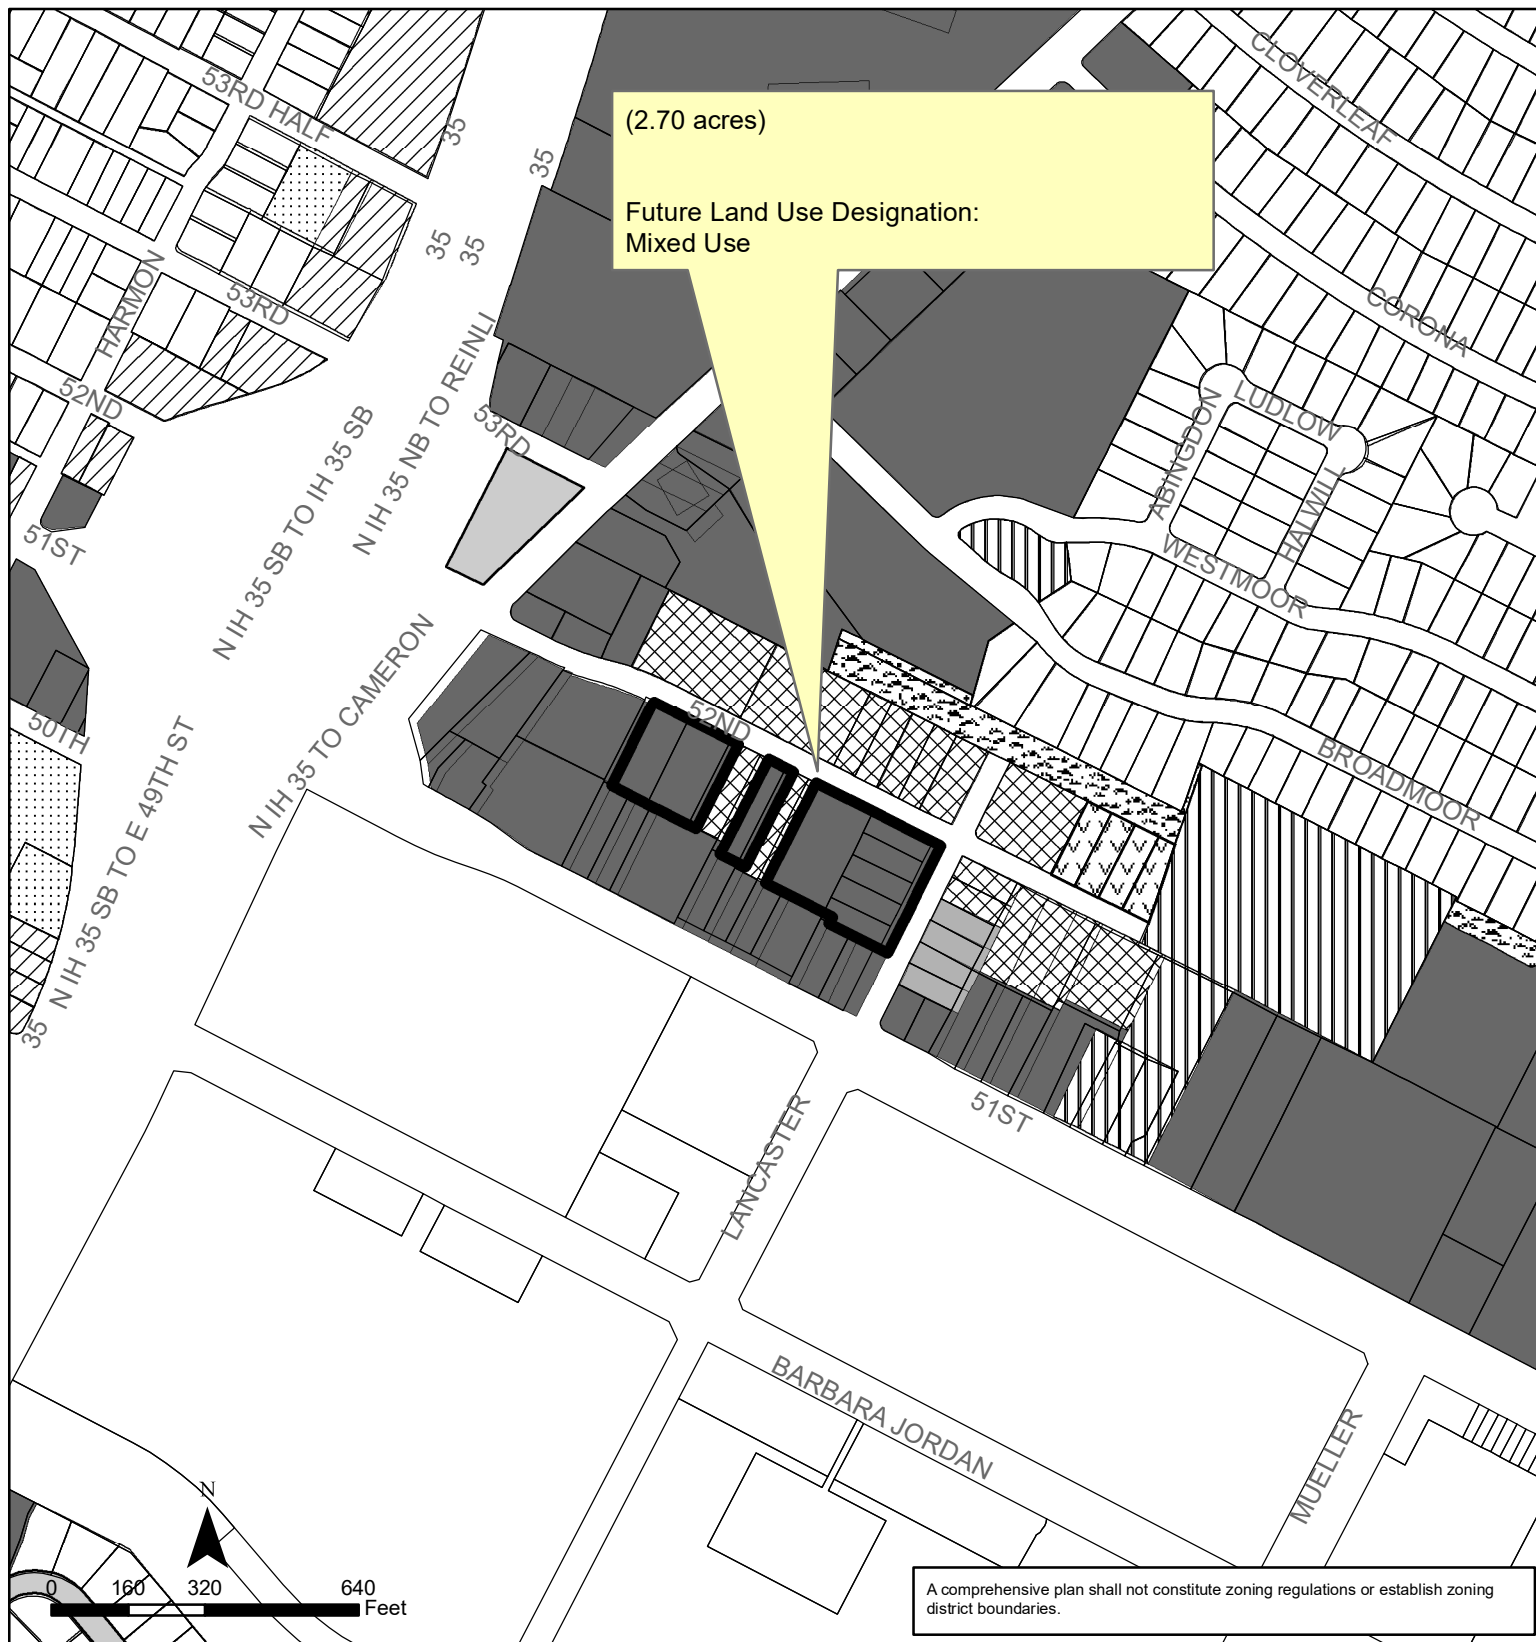 CLOVERLEAF
53RD HALF
35
35
(2.70 acres)
Future Land Use Designation:
Mixed Use
35
35
HARMON
53RD
CORONA
N IH 35 NB TO REINLI
52ND
LUDLOW
ABINGDON
53RD
N IH 35 SB TO IH 35 SB
HALWILL
51ST
WESTMOOR
N IH 35 TO CAMERON
50TH
52ND
BROADMOOR
N IH 35 SB TO E 49TH ST
35
51ST
LANCASTER
BARBARA JORDAN
MUELLER
N
0 160 320 640
Feet
A comprehensive plan shall not constitute zoning regulations or establish zoning
district boundaries.